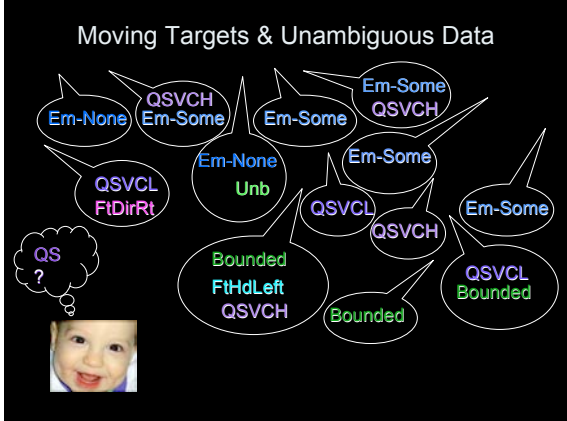 Moving Targets & Unambiguous Data
Em-None
QSVCH
Em-Some
Em-Some
Em-Some
QSVCH
Em-None
Unb
Em-Some
QSVCL
FtDirRt
QSVCL
QSVCH
Em-Some
QS
?
Bounded
FtHdLeft
QSVCH
Bounded
QSVCL
Bounded